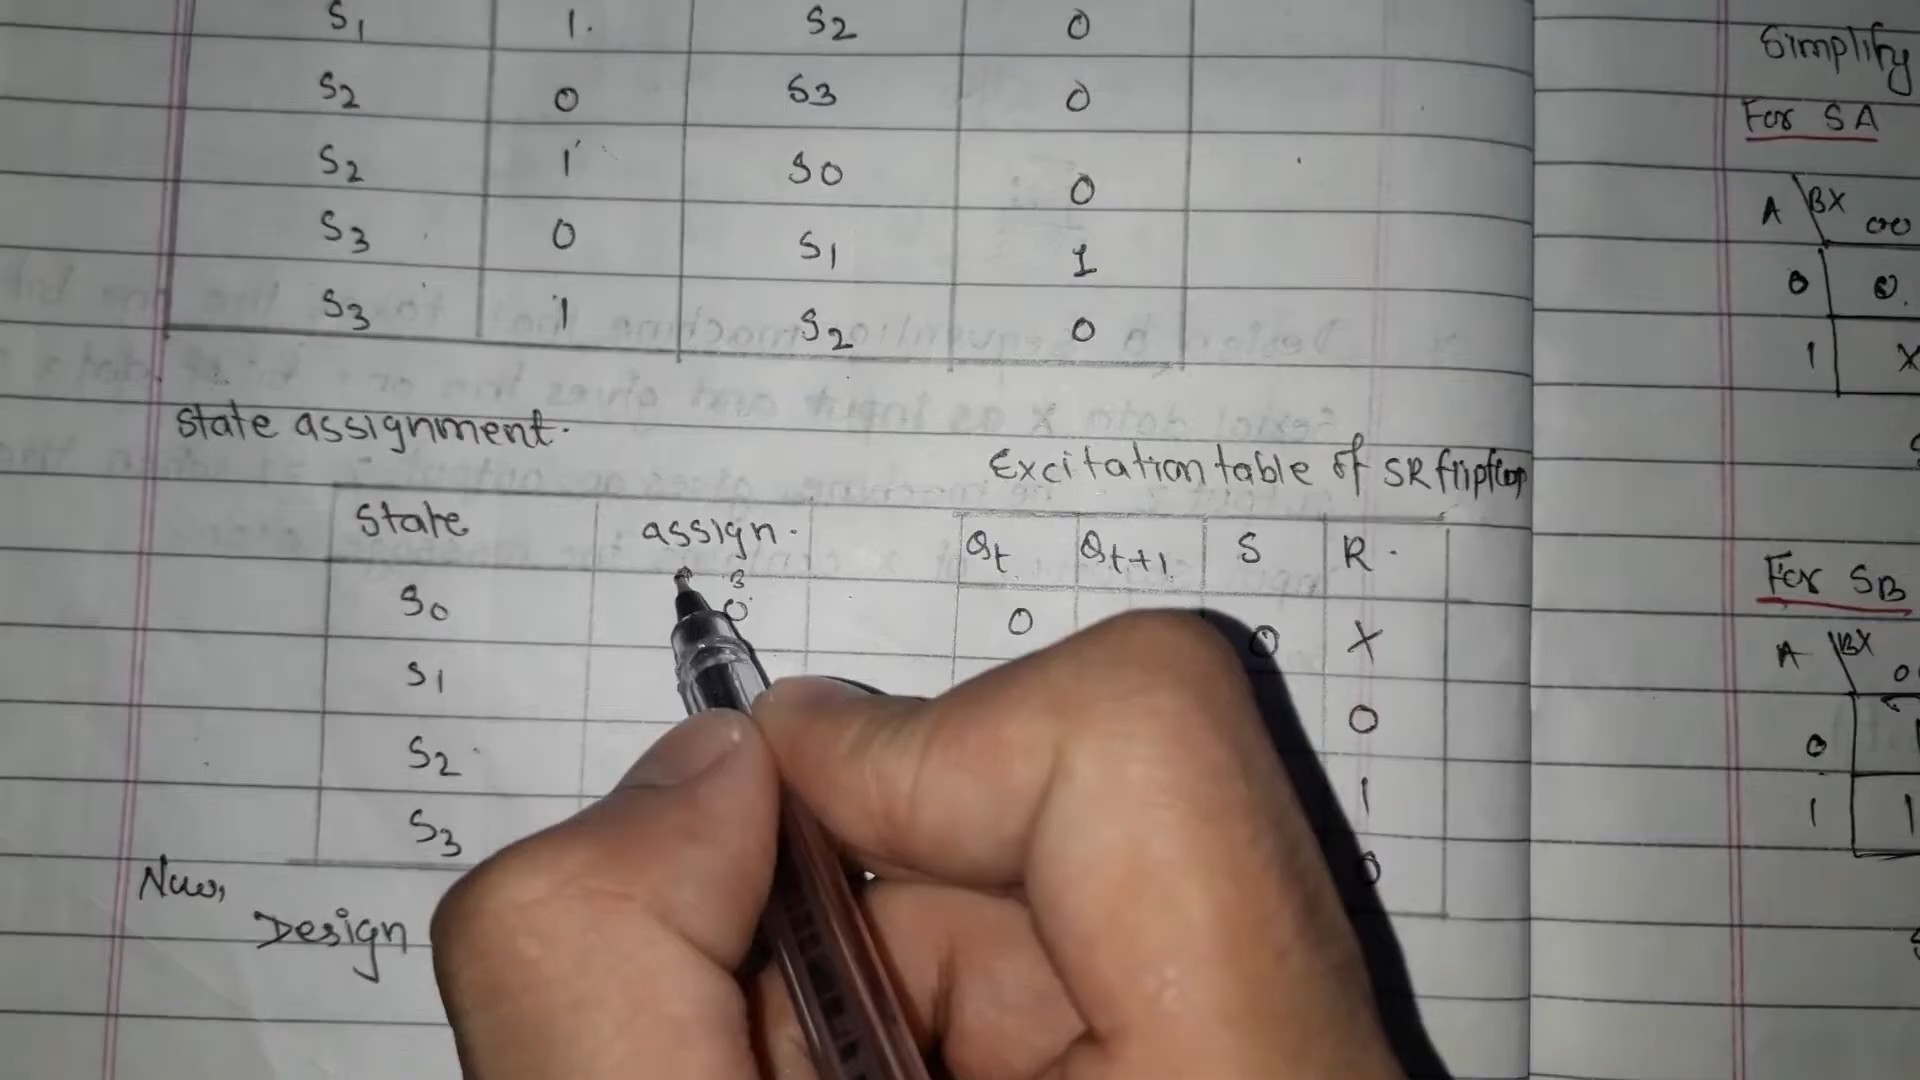 S1 1. S2 0
S2 0 S3 0
S2 1 S0 0
S3 0 S1 1
S3 1 S2 0
State assignment.
Excitation table of SR flipflop
State assign.
Qt Qt+1 S R
B
S0 0 0 0 X
S1 0
S2 1
S3 0
Now,
Design
Simplify
For SA
A BX 00
0 0
1 X
For SB
A BX 0
0
1 1